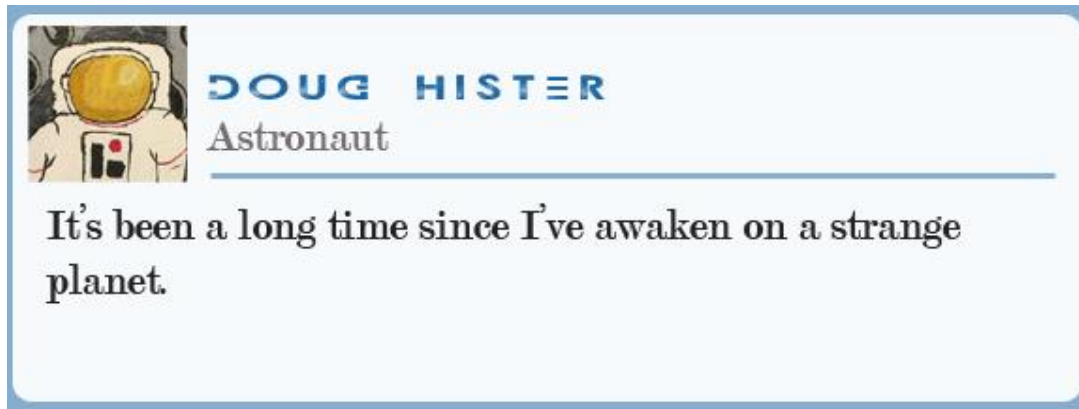 DOUG HISTER
Astronaut
It's been a long time since I've awaken on a strange
planet.